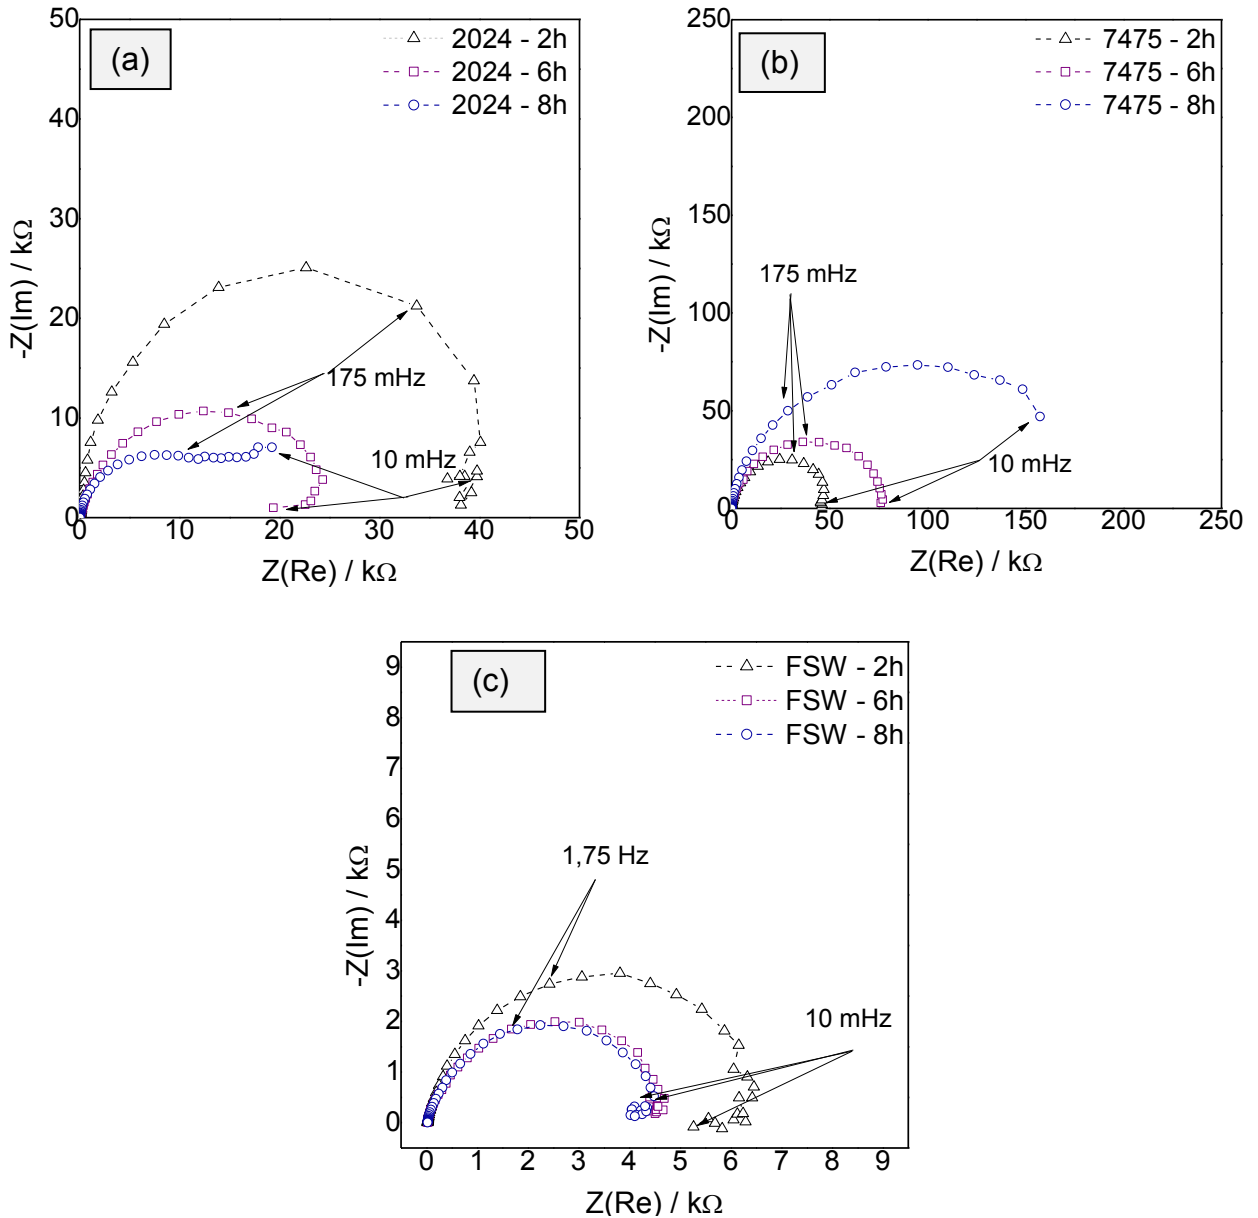 (a)
2024 - 2h
2024 - 6h
2024 - 8h
50
40
30
20
10
0
-Z(Im) / kΩ
175 mHz
10 mHz
0 10 20 30 40 50
Z(Re) / kΩ
(b)
7475 - 2h
7475 - 6h
7475 - 8h
250
200
150
100
50
0
-Z(Im) / kΩ
175 mHz
10 mHz
0 50 100 150 200 250
Z(Re) / kΩ
(c)
FSW - 2h
FSW - 6h
FSW - 8h
9
8
7
6
5
4
3
2
1
0
-Z(Im) / kΩ
1,75 Hz
10 mHz
0 1 2 3 4 5 6 7 8 9
Z(Re) / kΩ